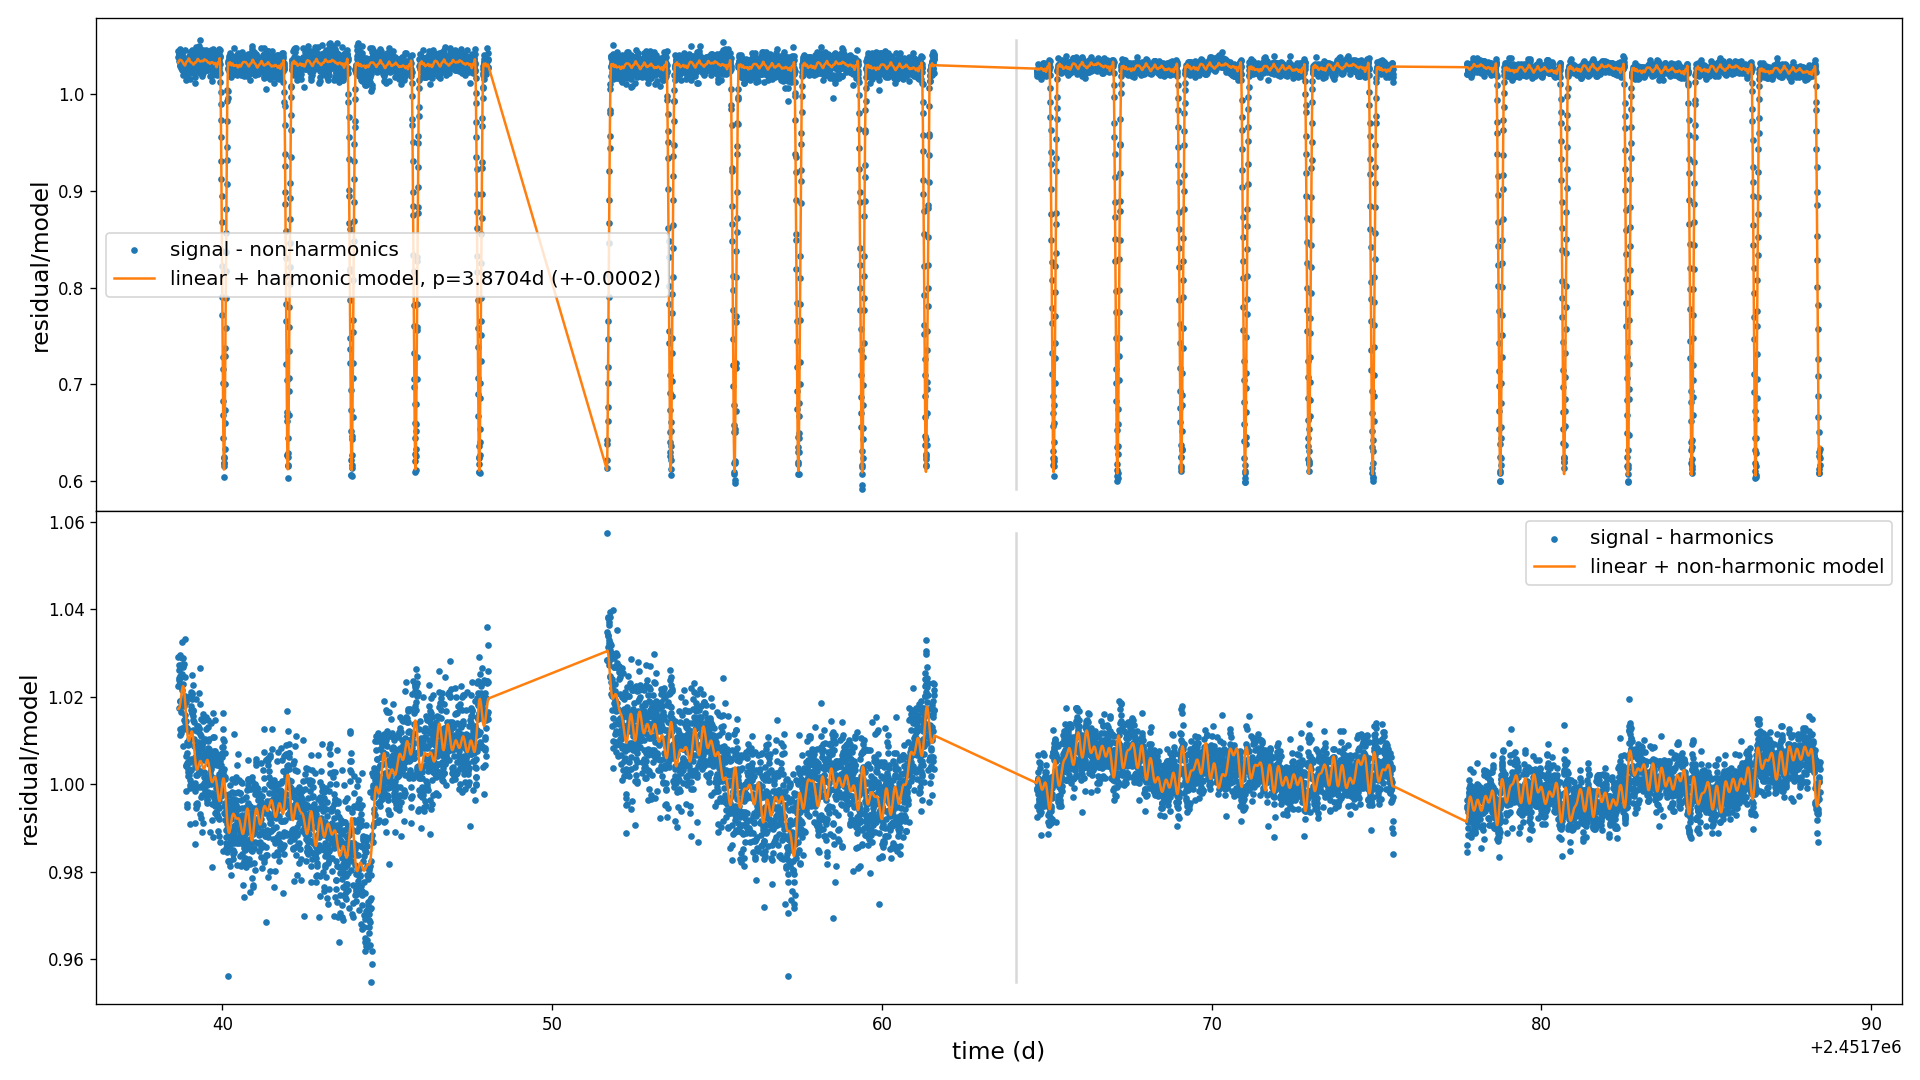 1.0
0.9
0.8
0.7
0.6
residual/model
signal - non-harmonics
linear + harmonic model, p=3.8704d (+-0.0002)
1.06
1.04
1.02
1.00
0.98
0.96
residual/model
signal - harmonics
linear + non-harmonic model
40 50 60 70 80 90
time (d)
+2.4517e6